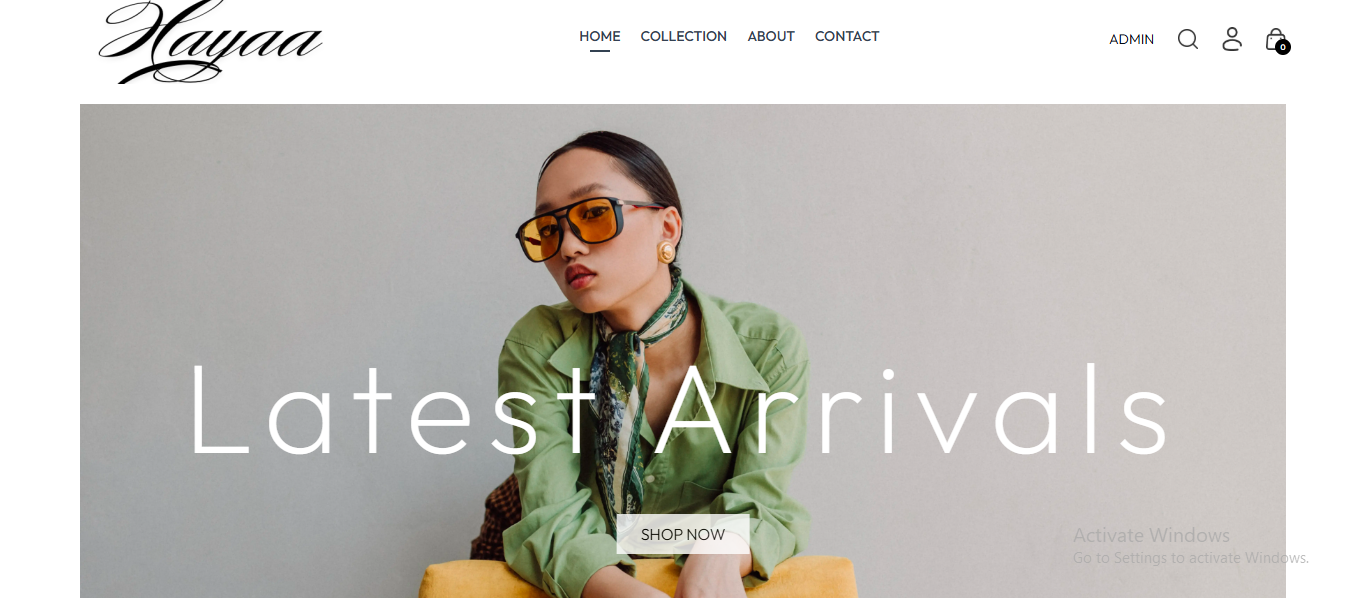 Hayaa
HOME COLLECTION ABOUT CONTACT
ADMIN
0
Latest Arrivals
SHOP NOW
Activate Windows
Go to Settings to activate Windows.